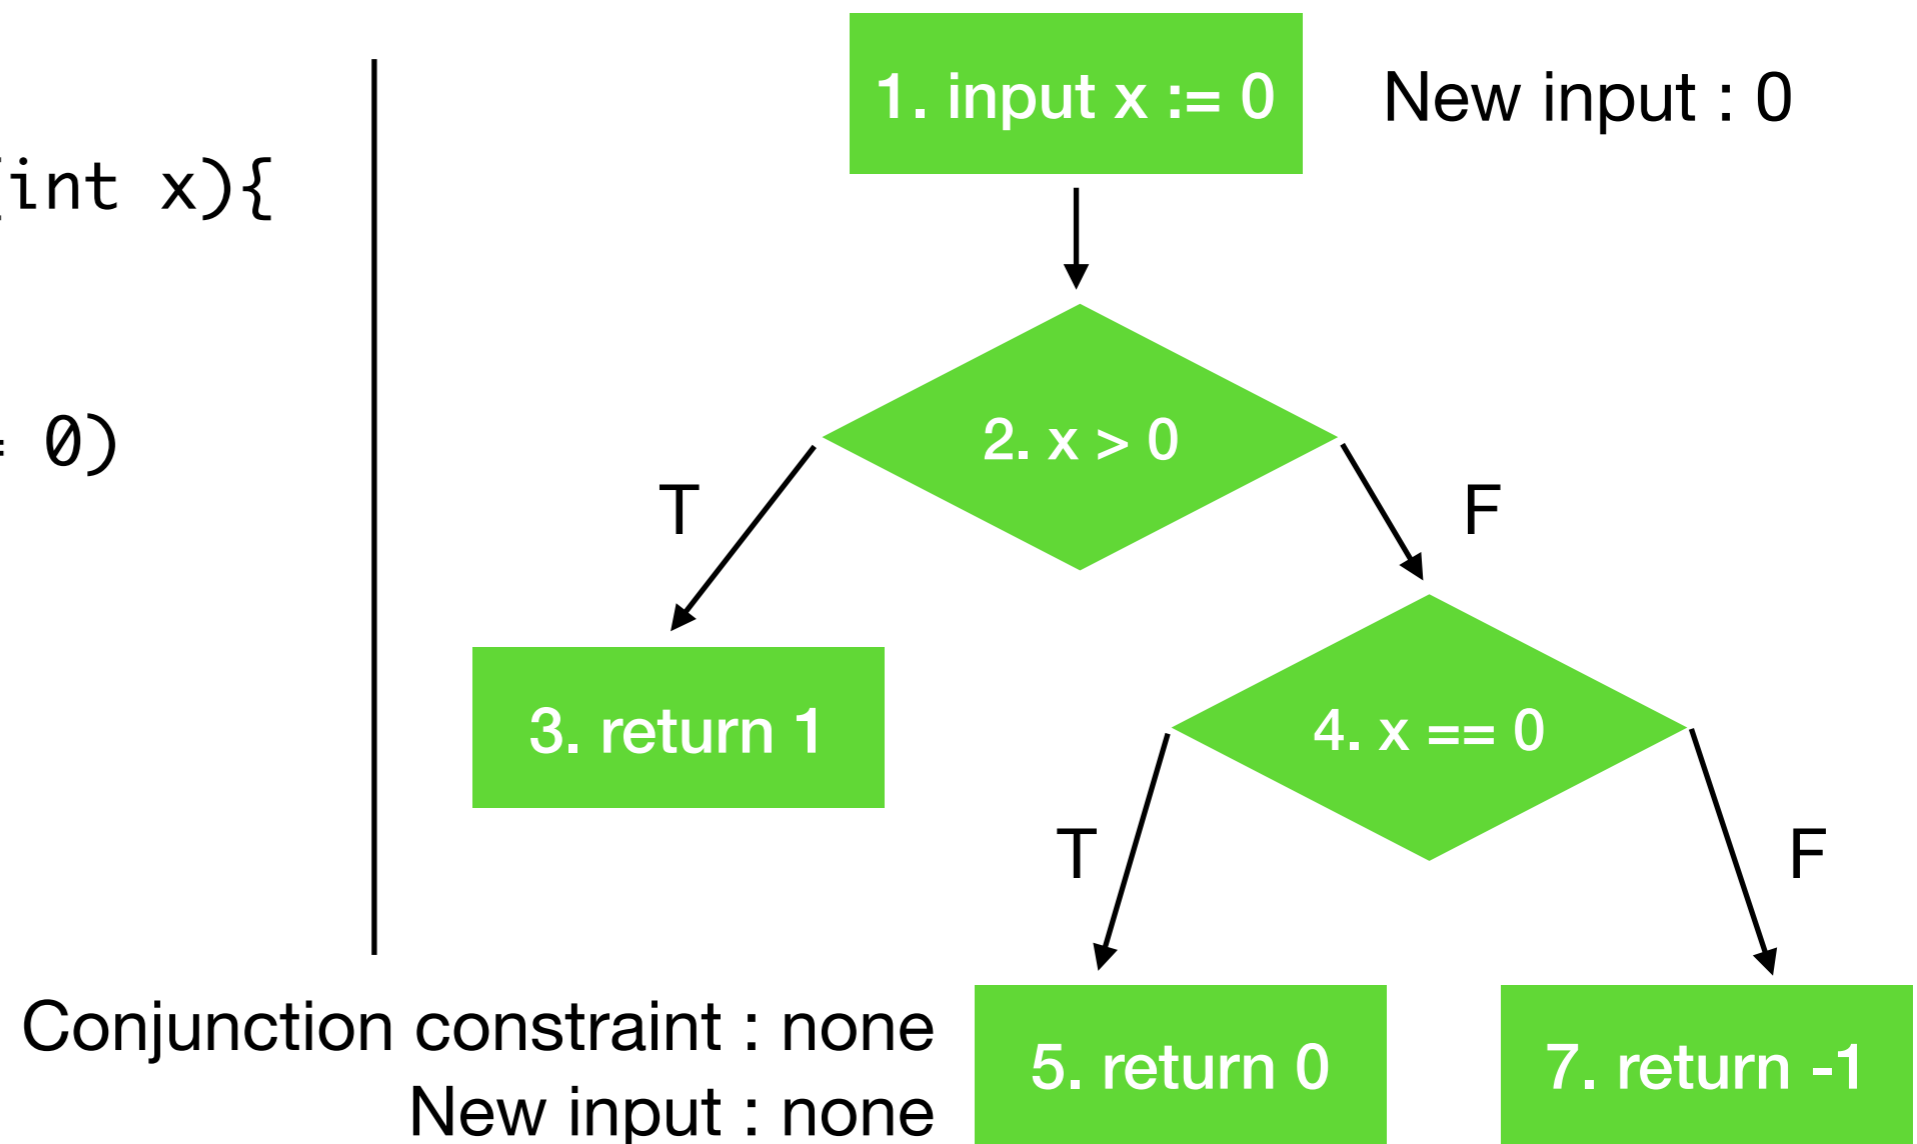 (int x){
= 0)
1. input x := 0
New input : 0
2. x > 0
T
F
3. return 1
4. x == 0
T
F
Conjunction constraint : none
New input : none
5. return 0
7. return -1